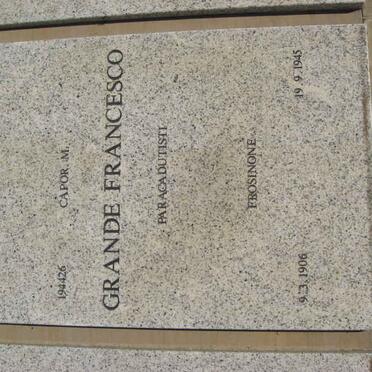 194426 CAPOR. M.
GRANDE FRANCESCO
PARACADUTISTI
FROSINONE
9.3.1906 19 9.1945